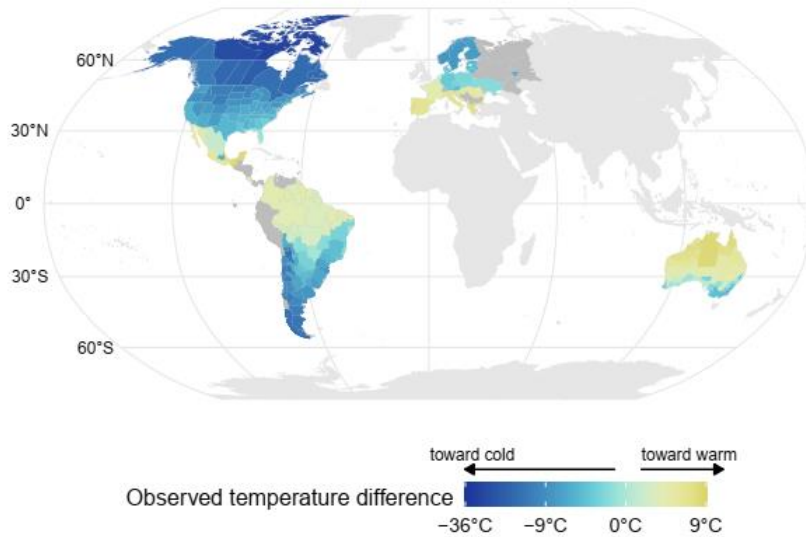 60°N
30°N
0°
30°S
60°S
toward cold toward warm
Observed temperature difference
−36°C −9°C 0°C 9°C